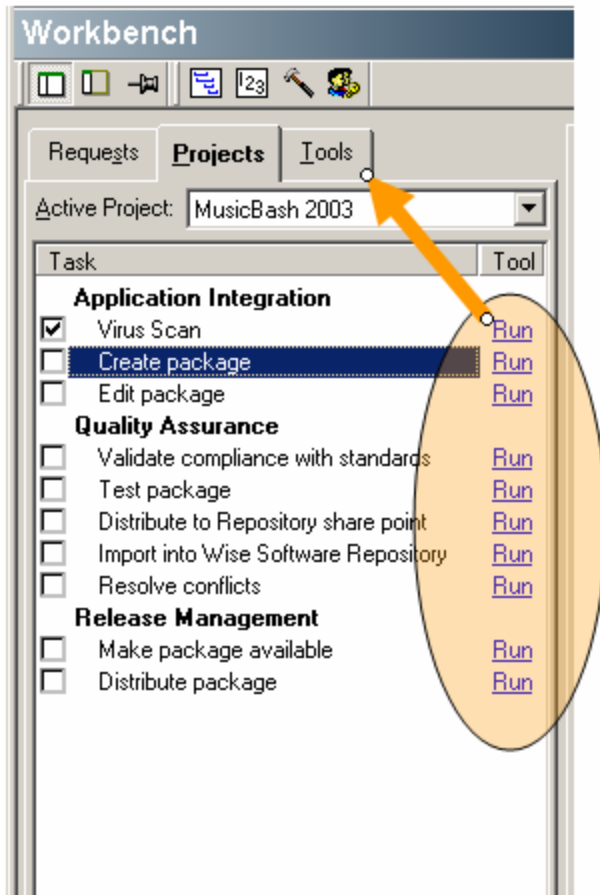 Workbench
123
Requests Projects Tools
Active Project: MusicBash 2003
Task Tool
Application Integration
Virus Scan Run
Create package Run
Edit package Run
Quality Assurance
Validate compliance with standards Run
Test package Run
Distribute to Repository share point Run
Import into Wise Software Repository Run
Resolve conflicts Run
Release Management
Make package available Run
Distribute package Run